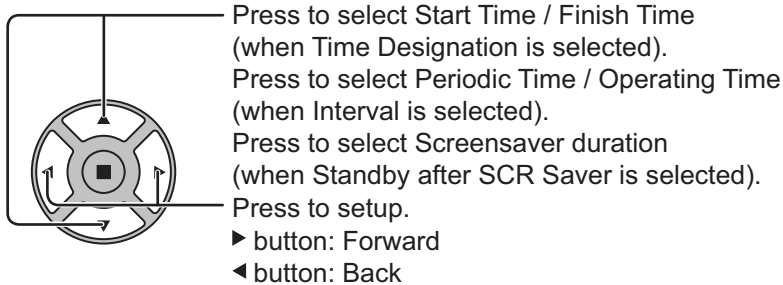 Press to select Start Time / Finish Time
(when Time Designation is selected).
Press to select Periodic Time / Operating Time
(when Interval is selected).
Press to select Screensaver duration
(when Standby after SCR Saver is selected).
Press to setup.
▶ button: Forward
◀ button: Back